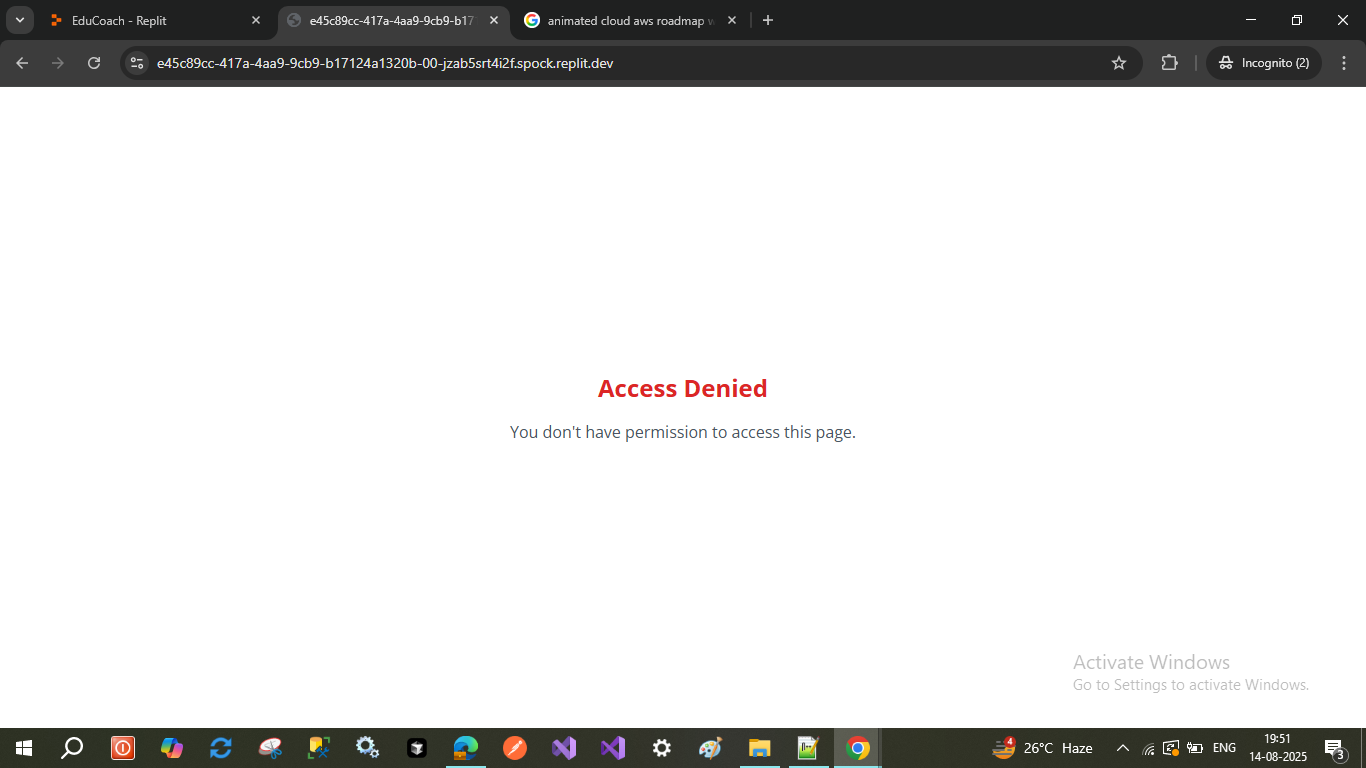 EduCoach - Replit
e45c89cc-417a-4aa9-9cb9-b17
animated cloud aws roadmap w
e45c89cc-417a-4aa9-9cb9-b17124a1320b-00-jzab5srt4i2f.spock.replit.dev
Incognito (2)
Access Denied
You don't have permission to access this page.
Activate Windows
Go to Settings to activate Windows.
4
26°C Haze
ENG
19:51
14-08-2025
3